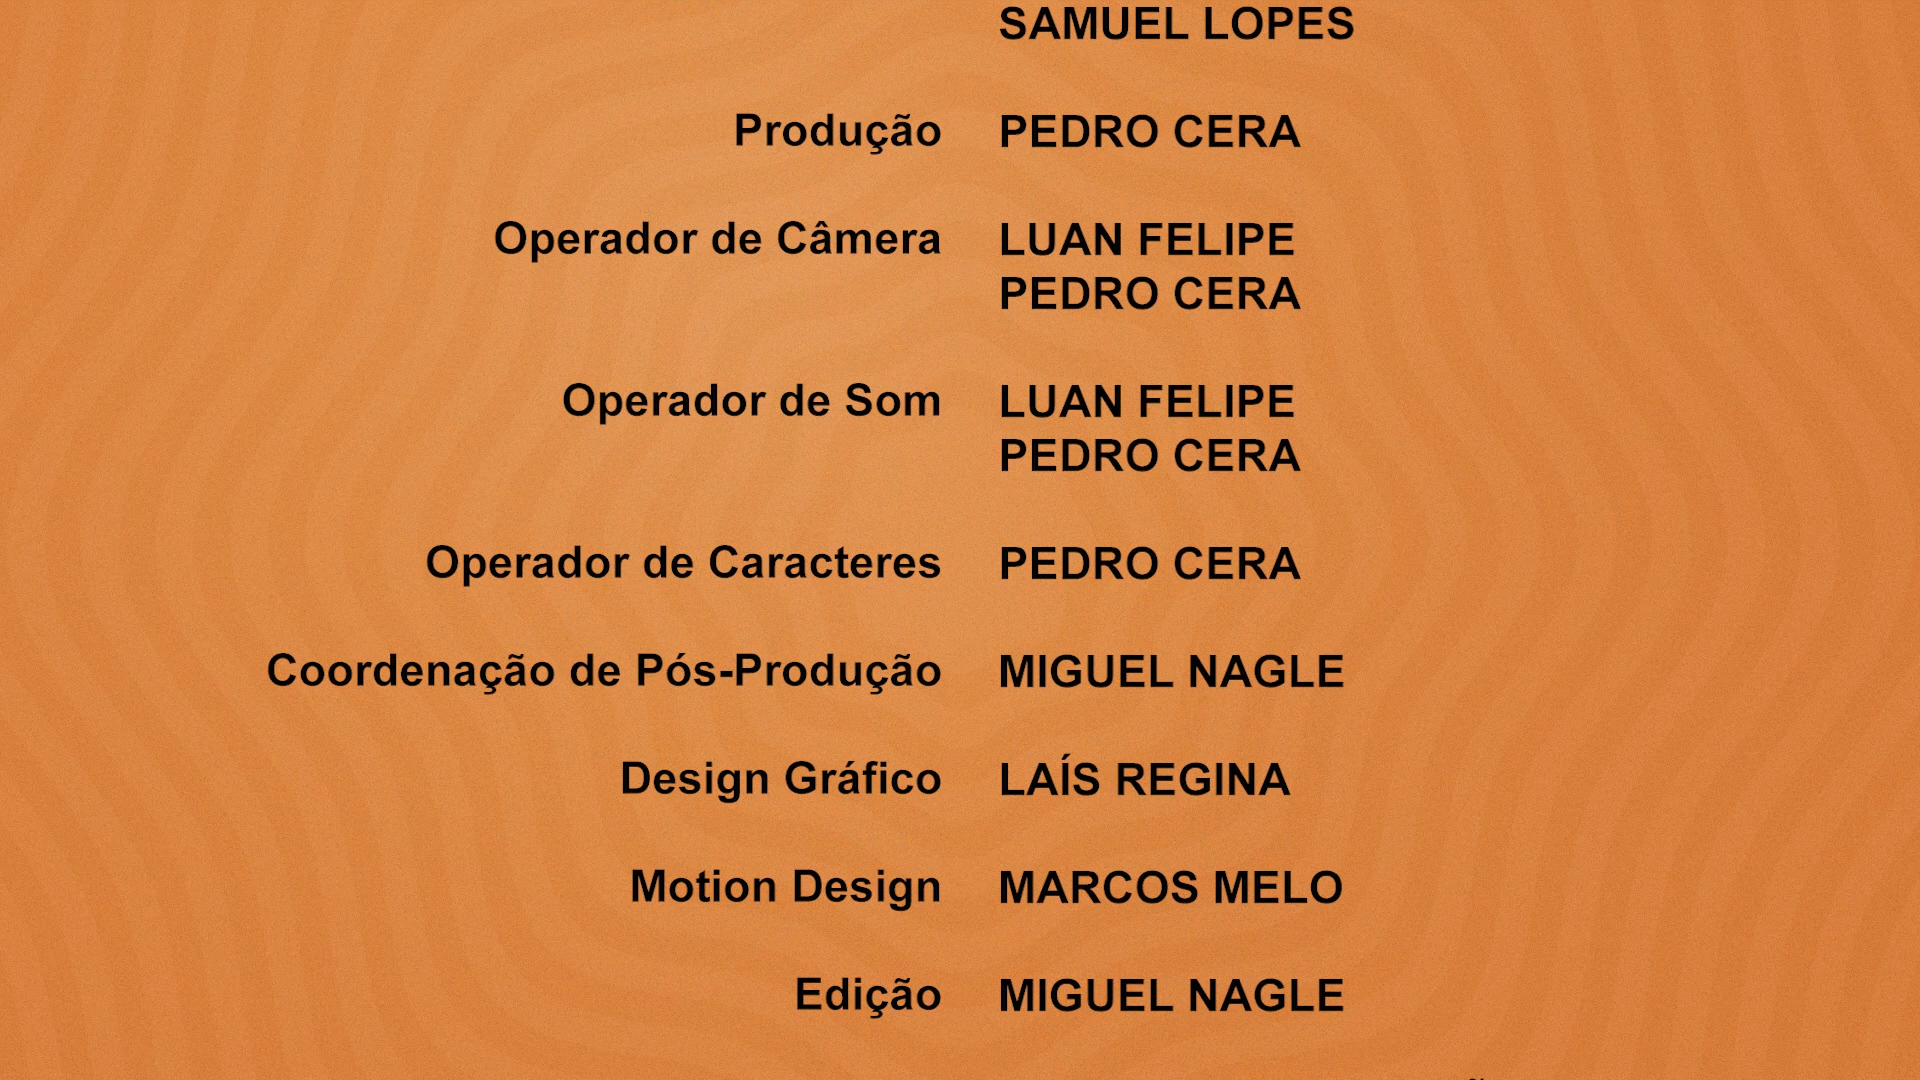 SAMUEL LOPES
Produção PEDRO CERA
Operador de Câmera LUAN FELIPE
PEDRO CERA
Operador de Som LUAN FELIPE
PEDRO CERA
Operador de Caracteres PEDRO CERA
Coordenação de Pós-Produção MIGUEL NAGLE
Design Gráfico LAÍS REGINA
Motion Design MARCOS MELO
Edição MIGUEL NAGLE